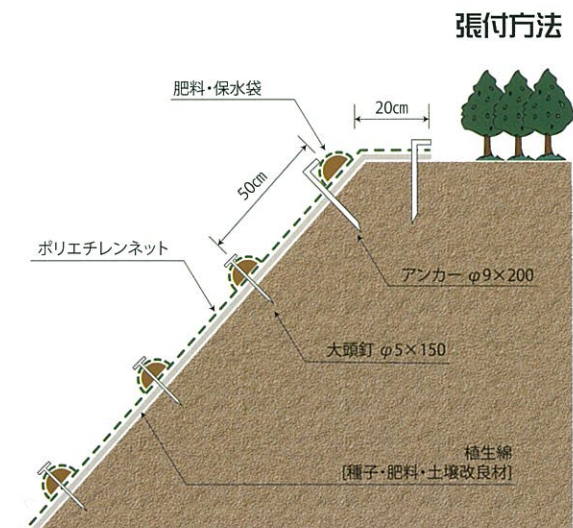 張付方法
肥料・保水袋
20㎝
50㎝
ポリエチレンネット
アンカー φ9×200
大頭釘 φ5×150
植生綿
[種子・肥料・土壌改良材]